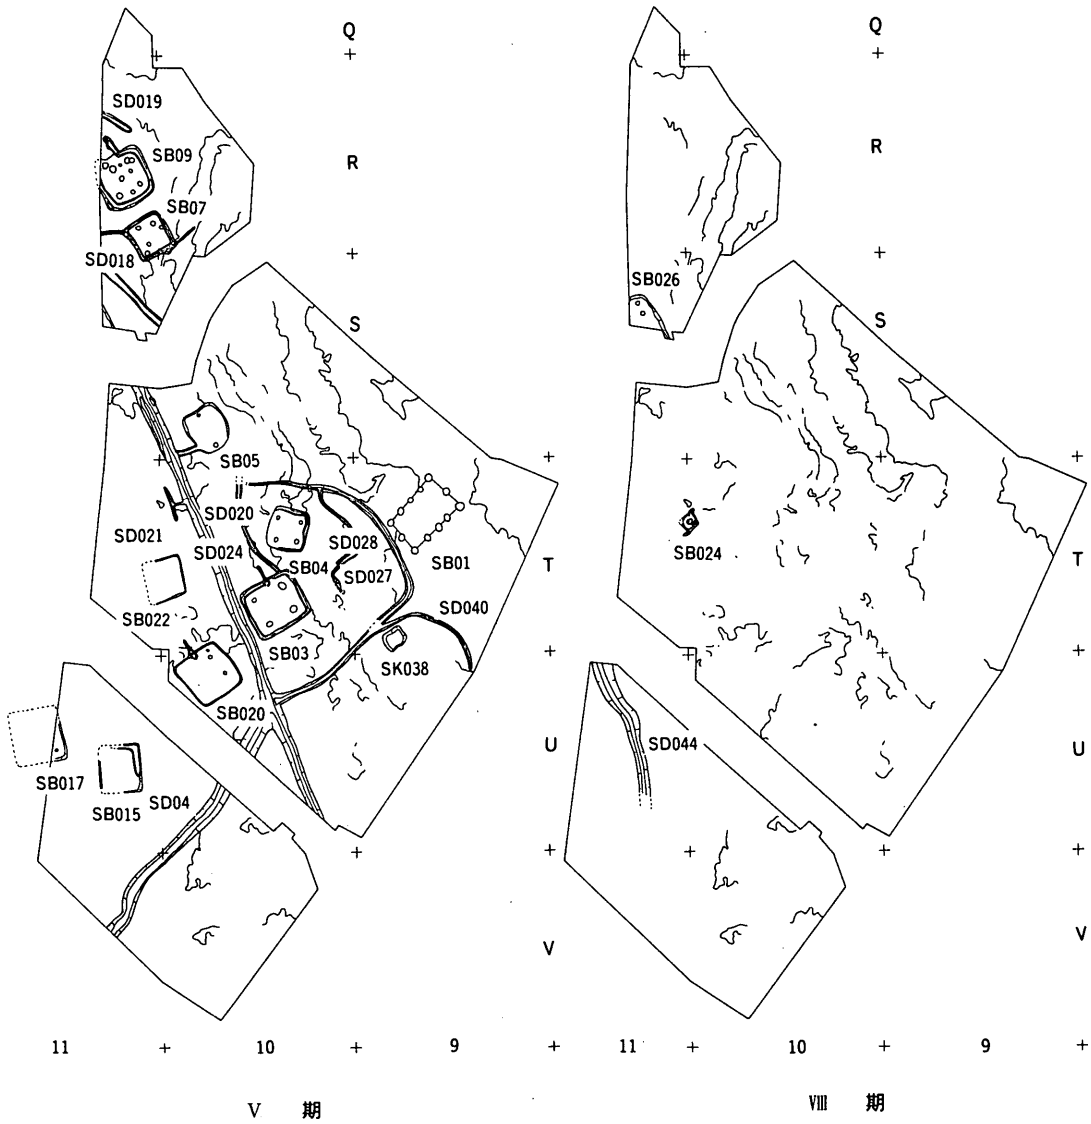 Q
SD019
SB09
R
SB07
SD018
S
SB05
SD020
SD021
SD024
SD028
SB04
SD027
SB01
T
SB022
SD040
SB03
SK038
SB020
U
SB017
SB015
SD04
V
11
10
9
V 期
Q
R
SB026
S
SB024
T
SD044
U
V
11
10
9
Ⅷ 期